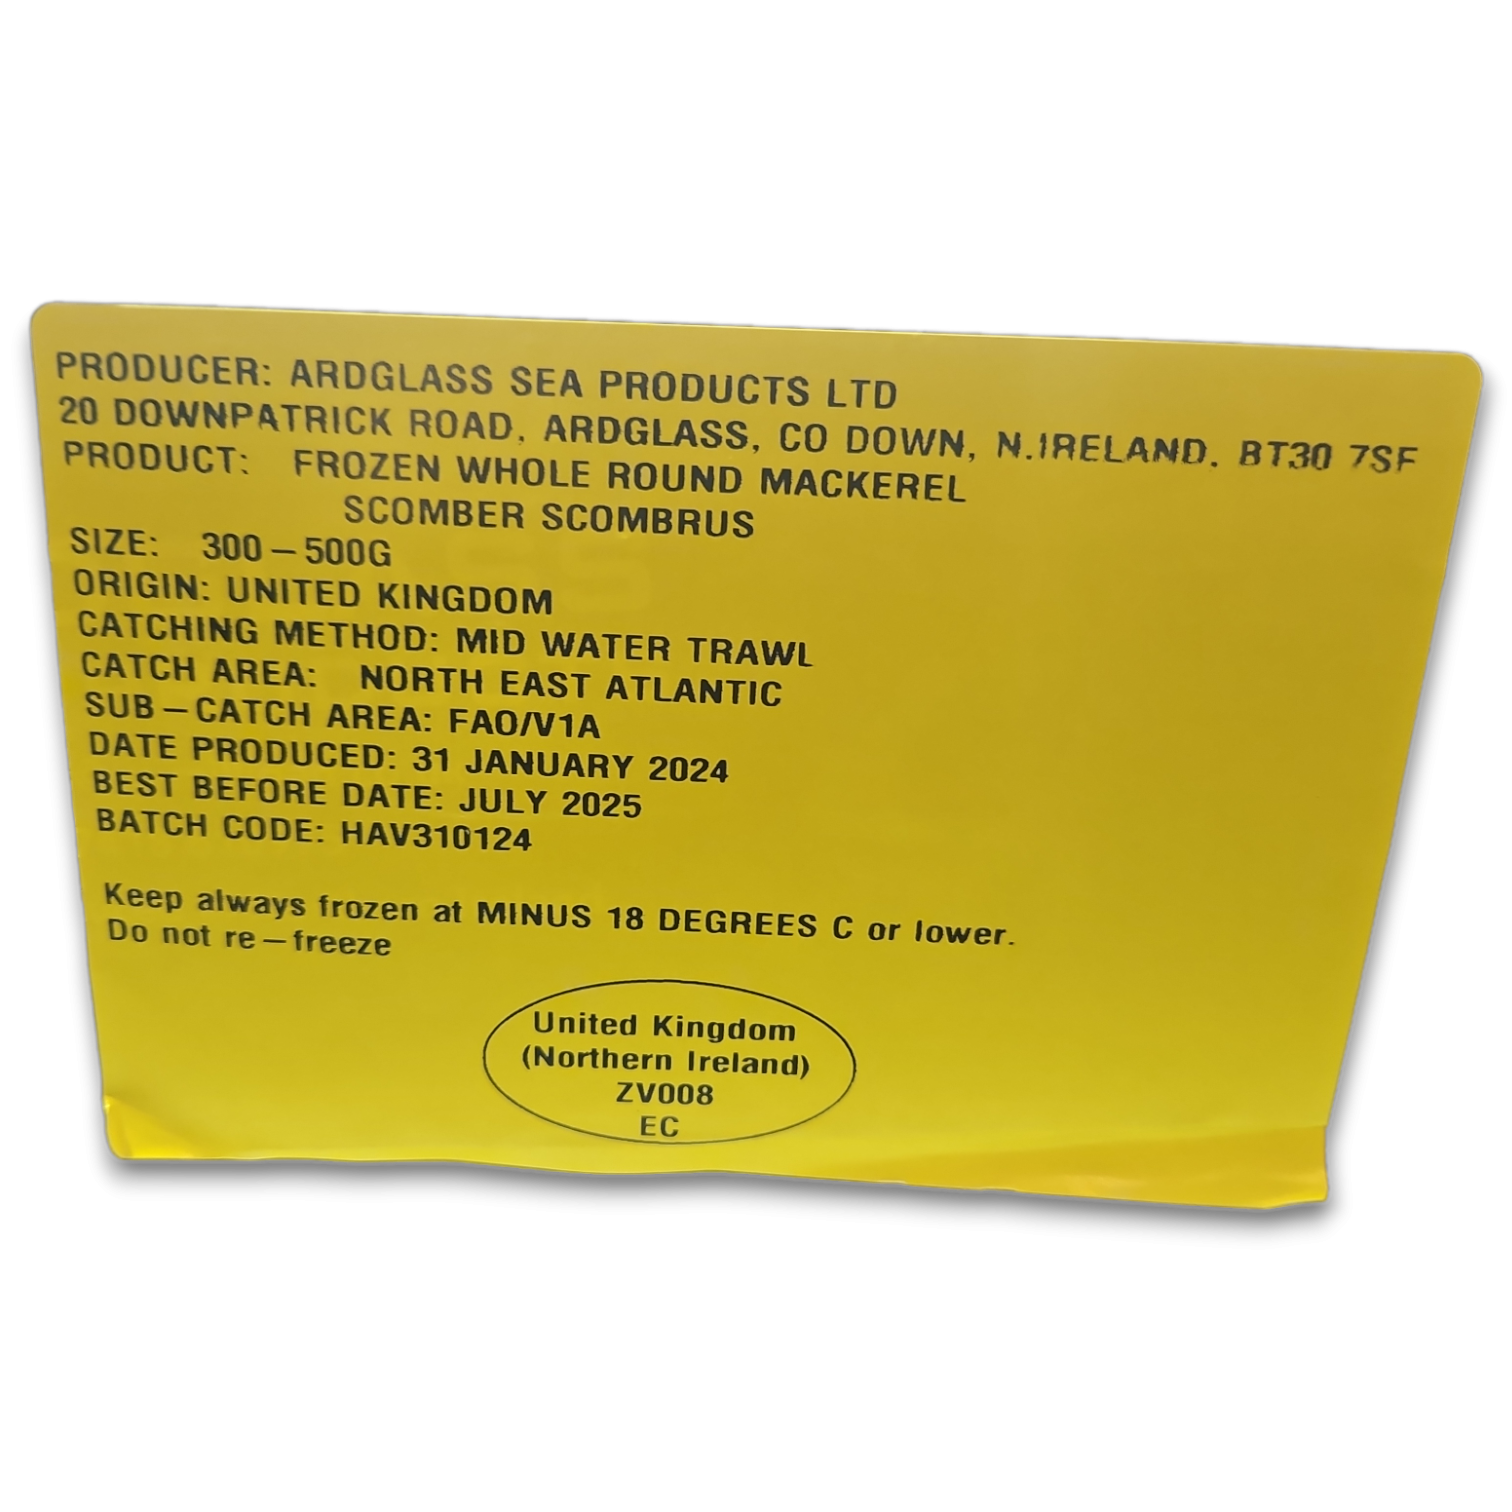 PRODUCER: ARDGLASS SEA PRODUCTS LTD
20 DOWNPATRICK ROAD, ARDGLASS, CO DOWN, N.IRELAND. BT30 7SF
PRODUCT: FROZEN WHOLE ROUND MACKEREL
SCOMBER SCOMBRUS
SIZE: 300-500G
ORIGIN: UNITED KINGDOM
CATCHING METHOD: MID WATER TRAWL
CATCH AREA: NORTH EAST ATLANTIC
SUB-CATCH AREA: FAO/V1A
DATE PRODUCED: 31 JANUARY 2024
BEST BEFORE DATE: JULY 2025
BATCH CODE: HAV310124
Keep always frozen at MINUS 18 DEGREES C or lower.
Do not re-freeze
United Kingdom
(Northern Ireland)
ZV008
EC